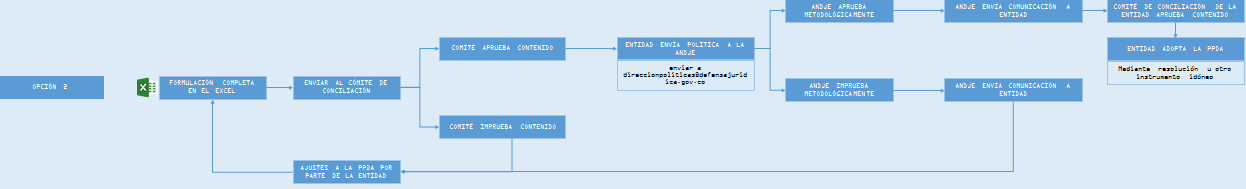 OPCIÓN 2
FORMULACIÓN COMPLETA
EN EL EXCEL
ENVIAR AL COMITÉ DE
CONCILIACIÓN
COMITÉ APRUEBA CONTENIDO
COMITÉ IMPRUEBA CONTENIDO
AJUSTES A LA PPDA POR
PARTE DE LA ENTIDAD
ENTIDAD ENVÍA POLÍTICA A LA
ANDJE
enviar a
direccionpoliticas@defensajurid
ica-gov-co
ANDJE APRUEBA
METODOLÓGICAMENTE
ANDJE ENVÍA COMUNICACIÓN A
ENTIDAD
COMITÉ DE CONCILIACIÓN DE LA
ENTIDAD APRUEBA CONTENIDO
ENTIDAD ADOPTA LA PPDA
Mediante resolución u otro
instrumento idóneo
ANDJE IMPRUEBA
METODOLÓGICAMENTE
ANDJE ENVÍA COMUNICACIÓN A
ENTIDAD